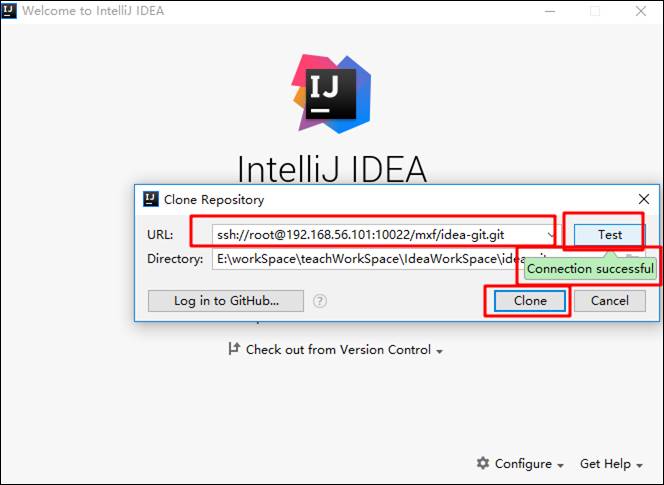 Welcome to IntelliJ IDEA
IJ
IntelliJ IDEA
Clone Repository
URL: ssh://root@192.168.56.101:10022/mxf/idea-git.git Test
Directory: E:\workSpace\teachWorkSpace\IdeaWorkSpace\idea
Connection successful
Log in to GitHub... ? Clone Cancel
Check out from Version Control
Configure Get Help